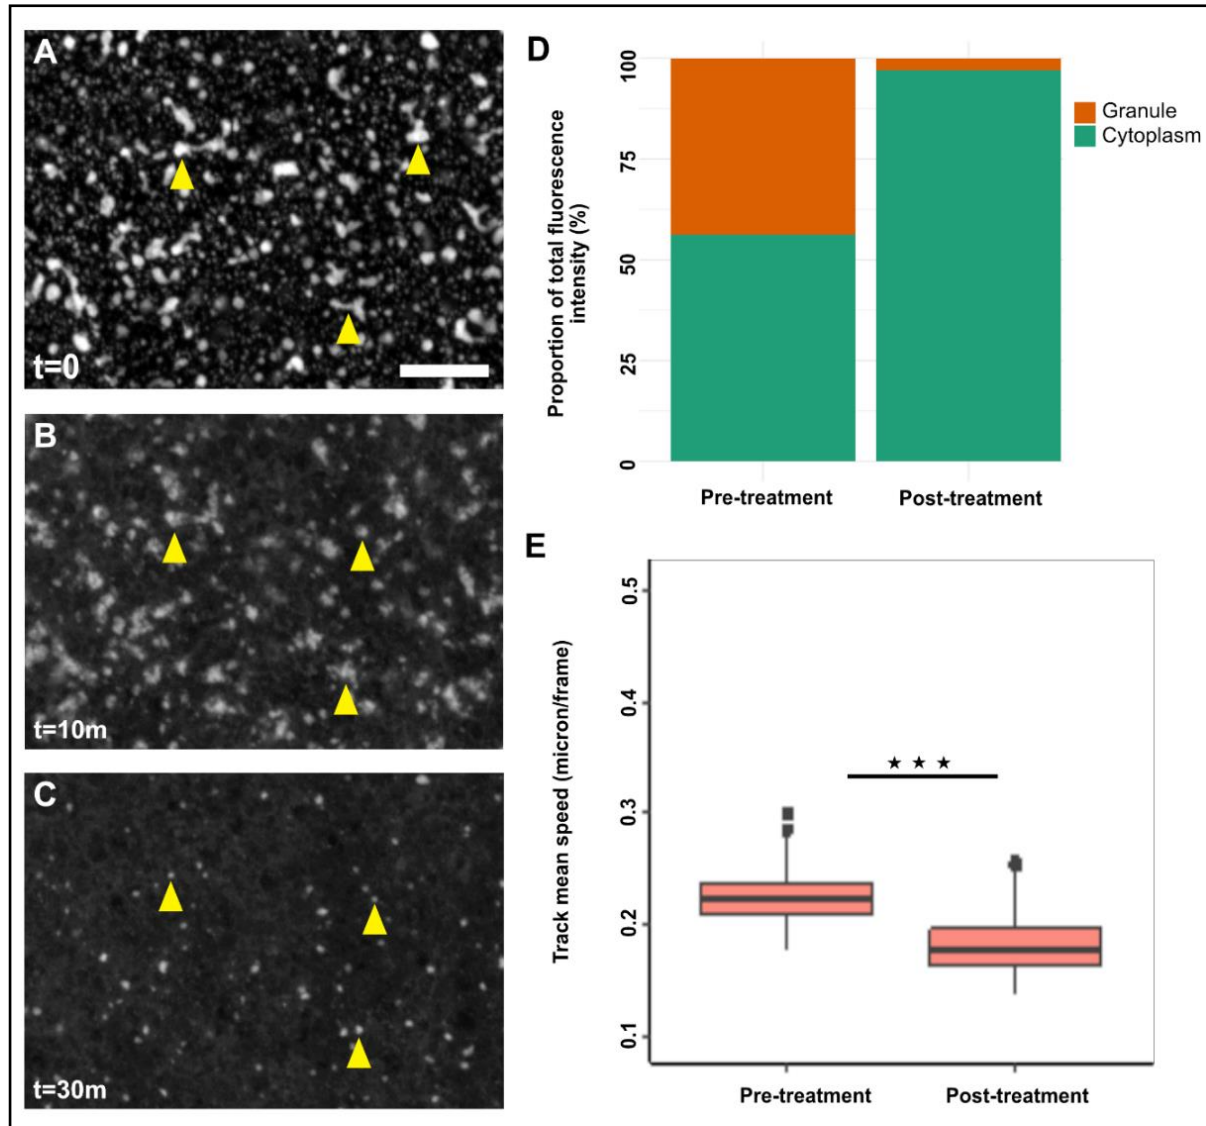 A
t=0
B
t=10m
C
t=30m
D
Proportion of total fluorescence
intensity (%)
100
75
50
25
0
Pre-treatment
Post-treatment
Granule
Cytoplasm
E
Track mean speed (micron/frame)
0.5
0.4
0.3
0.2
0.1
★ ★ ★
Pre-treatment
Post-treatment